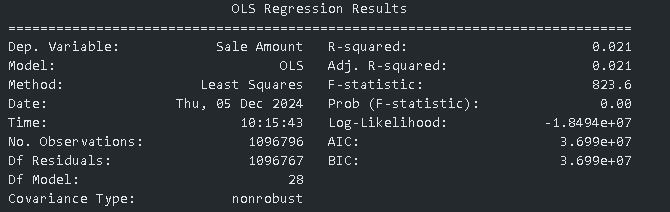 OLS Regression Results
==============================================================================
Dep. Variable: Sale Amount R-squared: 0.021
Model: OLS Adj. R-squared: 0.021
Method: Least Squares F-statistic: 823.6
Date: Thu, 05 Dec 2024 Prob (F-statistic): 0.00
Time: 10:15:43 Log-Likelihood: -1.8494e+07
No. Observations: 1096796 AIC: 3.699e+07
Df Residuals: 1096767 BIC: 3.699e+07
Df Model: 28
Covariance Type: nonrobust